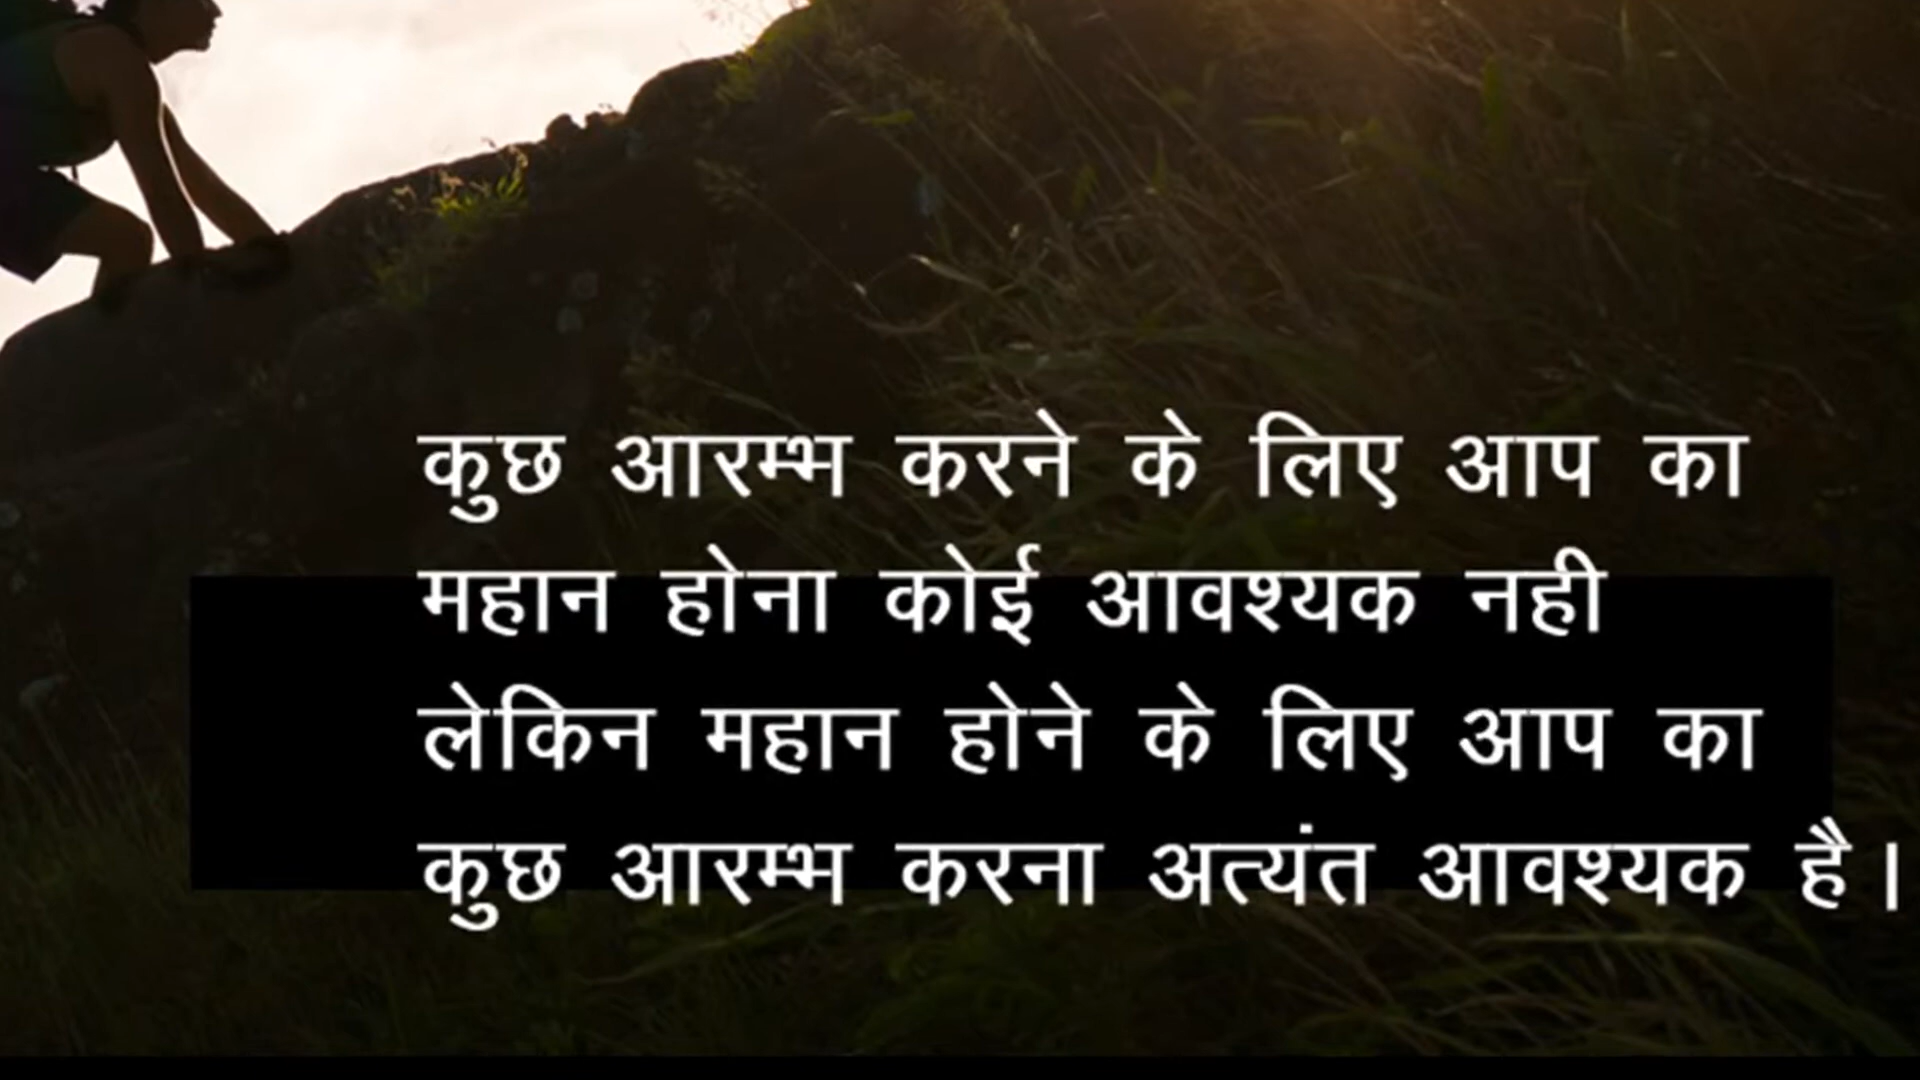 कुछ आरम्भ करने के लिए आप का
महान होना कोई आवश्यक नही
लेकिन महान होने के लिए आप का
कुछ आरम्भ करना अत्यंत आवश्यक है।